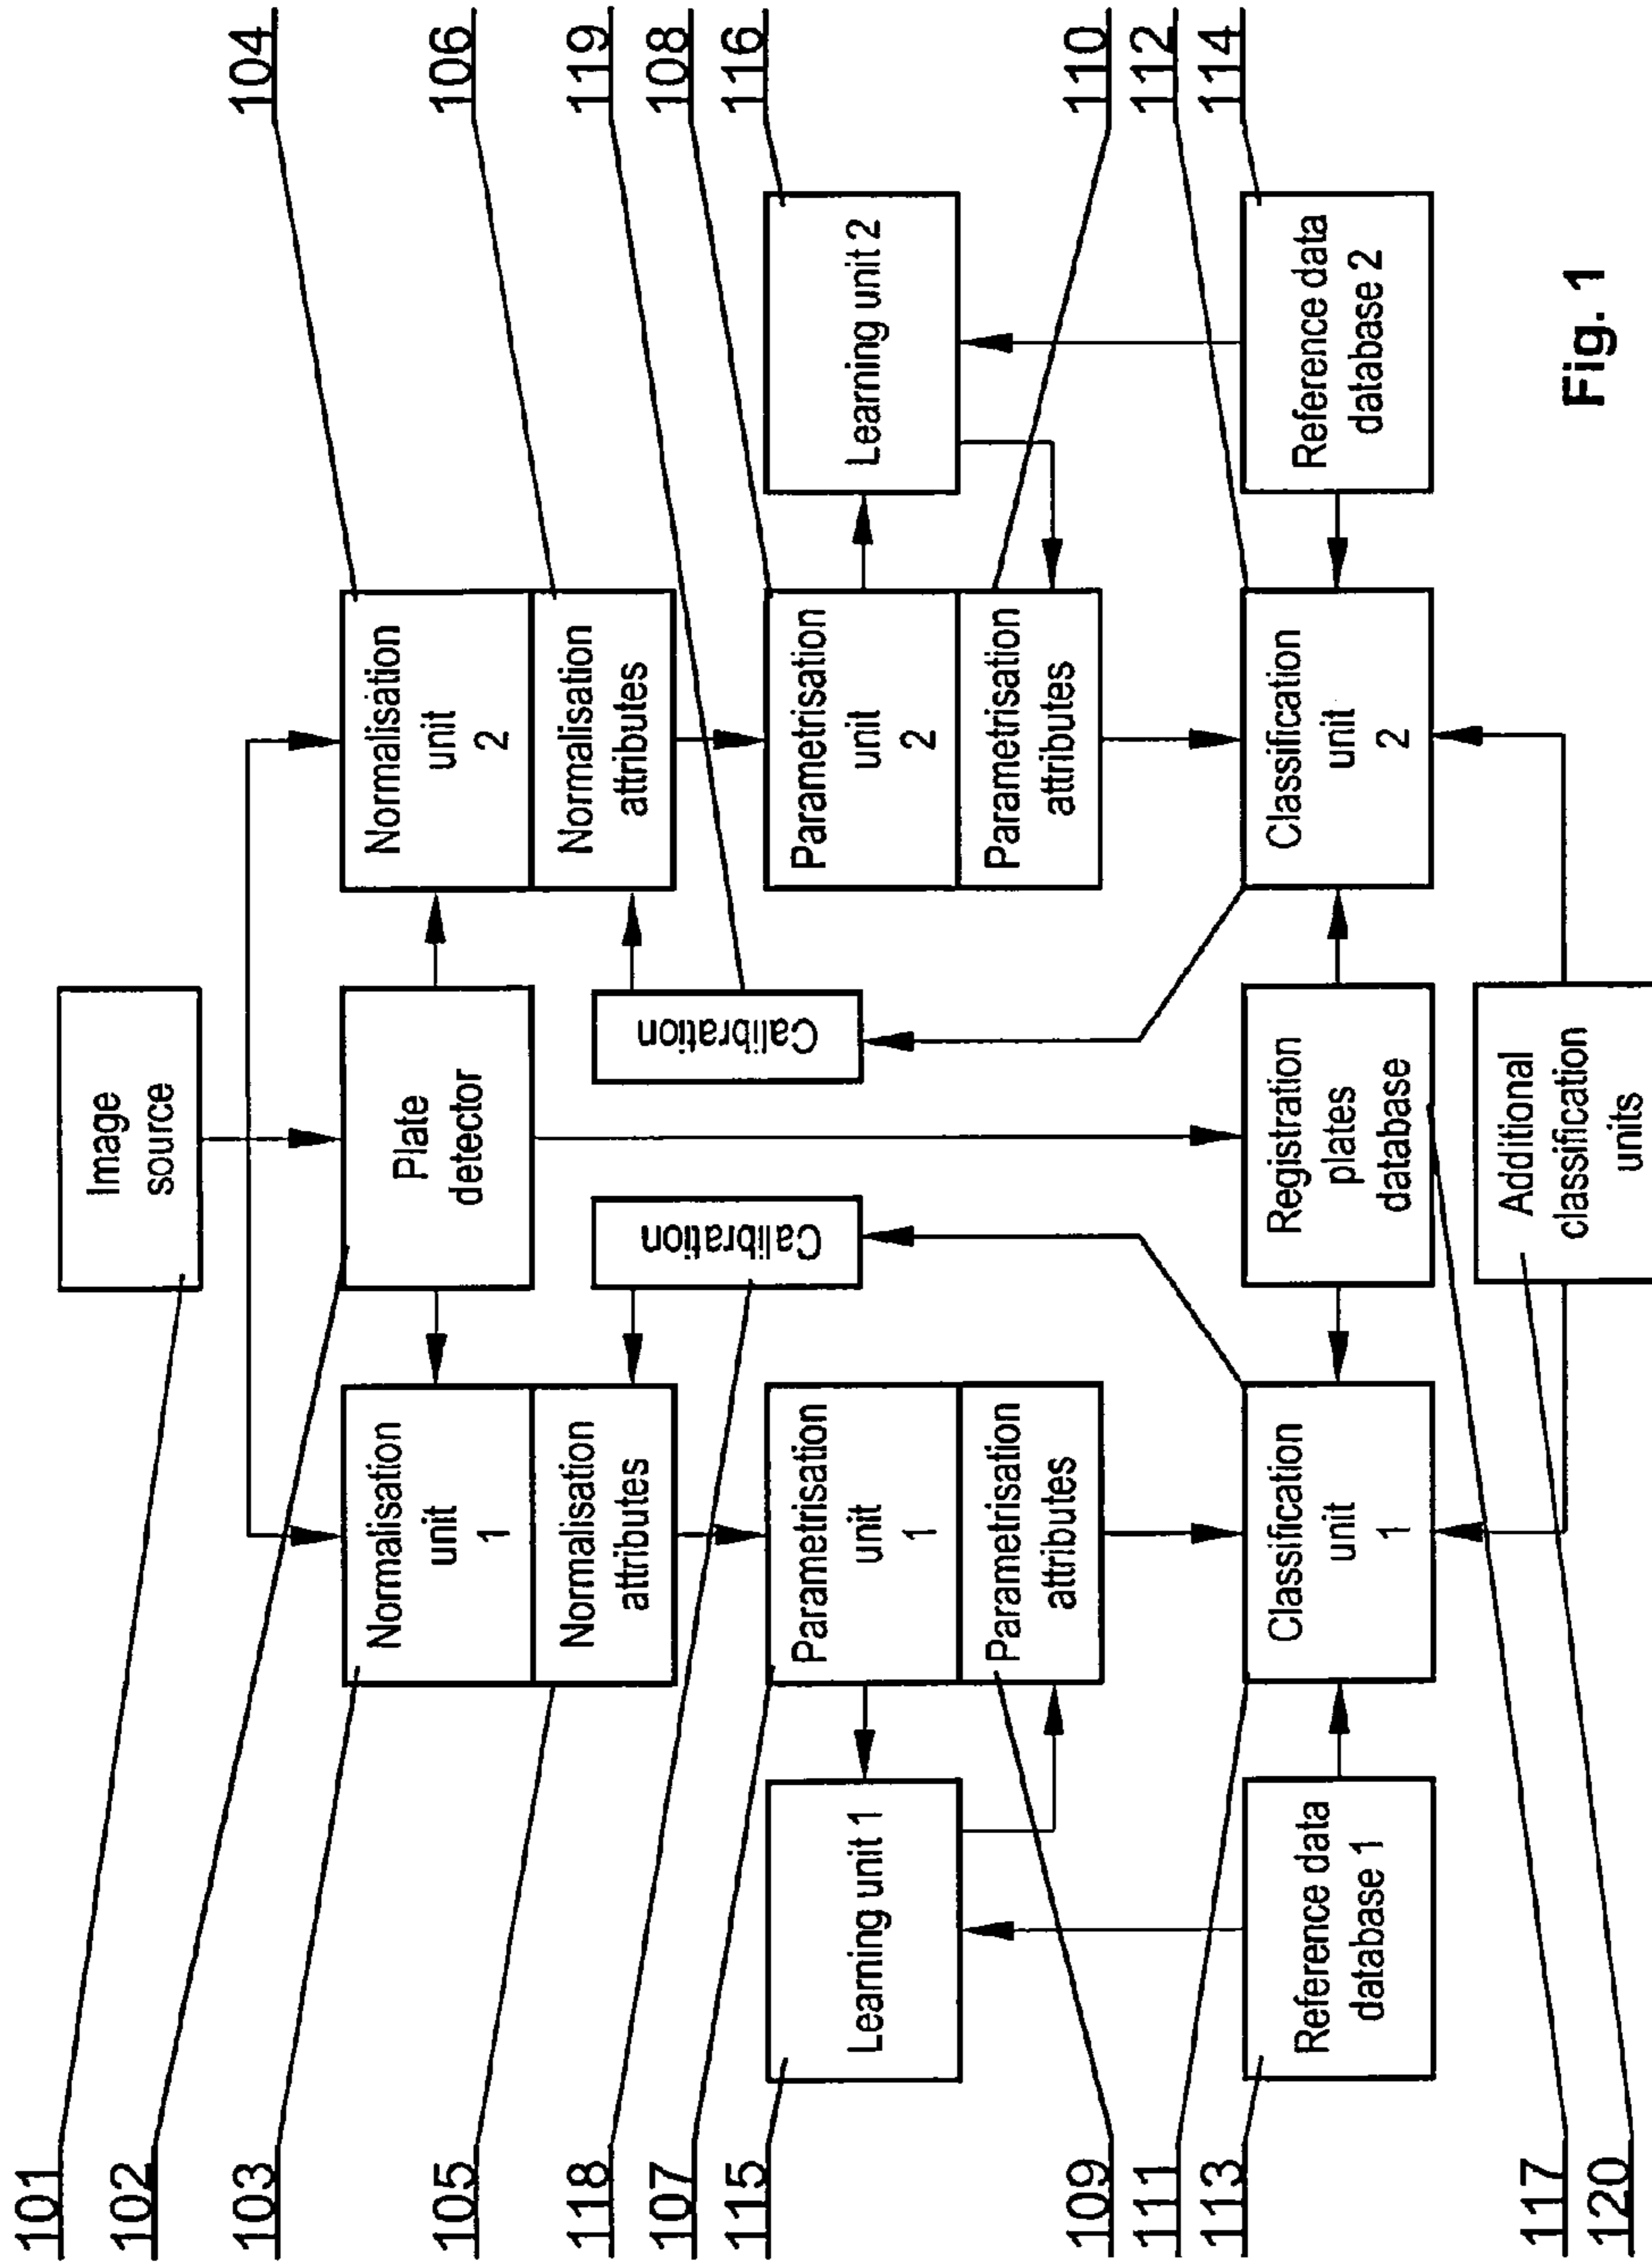 Image
source
Plate
detector
Normalisation
unit
1
Normalisation
attributes
Normalisation
unit
2
Normalisation
attributes
Calibration
Calibration
Learning unit 1
Parametrisation
unit
1
Parametrisation
attributes
Parametrisation
unit
2
Parametrisation
attributes
Learning unit 2
Reference data
database 1
Classification
unit
1
Registration
plates
database
Classification
unit
2
Reference data
database 2
Additional
classification
units
101
102
103
105
118
107
115
109
111
113
117
120
104
106
119
108
116
110
112
114
Fig. 1